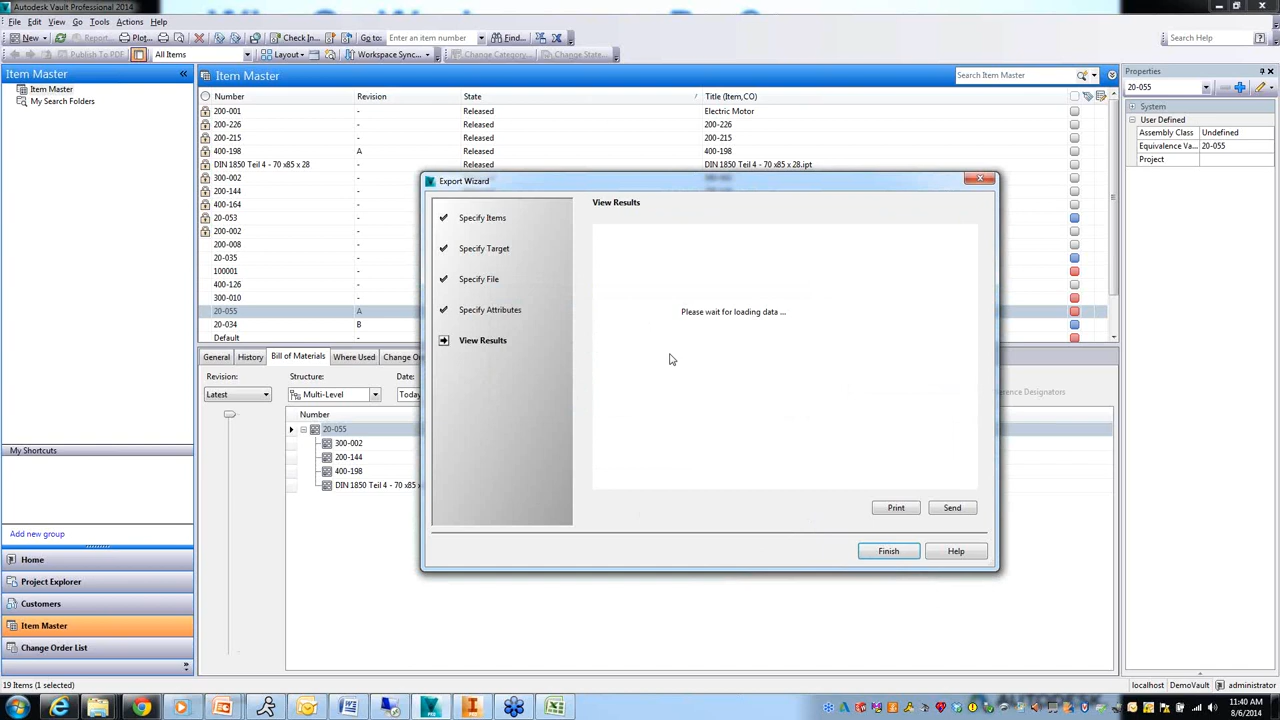 Autodesk Vault Professional 2014
File Edit View Go Tools Actions Help
New Report... Plot... Check In... Go to: Enter an item number Find... Search Help
Publish To PDF All Items Layout Workspace Sync... Change Category... Change State...
Item Master
Item Master
My Search Folders
My Shortcuts
Add new group
Home
Project Explorer
Customers
Item Master
Change Order List
Item Master Search Item Master
Number Revision State Title (Item,CO)
200-001 - Released Electric Motor
200-226 - Released 200-226
200-215 - Released 200-215
400-198 A Released 400-198
DIN 1850 Teil 4 - 70 x85 x 28 - Released DIN 1850 Teil 4 - 70 x85 x 28.ipt
300-002 -
200-144 -
400-164 -
20-053 -
200-002 -
200-008 -
20-035 -
100001 -
400-126 -
300-010 -
20-055 A
20-034 B
Default
General History Bill of Materials Where Used Change Or
Revision: Structure: Date:
Latest Multi-Level Today
Number
20-055
300-002
200-144
400-198
DIN 1850 Teil 4 - 70 x85 x
Export Wizard
Specify Items
Specify Target
Specify File
Specify Attributes
View Results
View Results
Please wait for loading data ...
Print Send
Finish Help
Properties
20-055
System
User Defined
Assembly Class Undefined
Equivalence Va... 20-055
Project
ference Designators
19 Items (1 selected) localhost DemoVault administrator
11:40 AM
8/6/2014